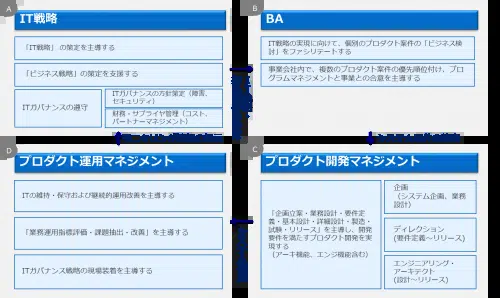 A
IT戦略
「IT戦略」 の策定を主導する
「ビジネス戦略」の策定を支援する
ITガバナンスの遵守
ITガバナンスの方針策定（障害、
セキュリティ）
財務・サプライヤ管理（コスト、
パートナーマネジメント）
B
BA
IT戦略の実現に向けて、個別のプロダクト案件の「ビジネス検
討」をファシリテートする
事業会社内で、複数のプロダクト案件の優先順位付け、プロ
グラムマネジメントと事業との合意を主導する
D
プロダクト運用マネジメント
ITの維持・保守および継続的運用改善を主導する
「業務運用指標評価・課題抽出・改善」を主導する
ITガバナンス戦略の現場装着を主導する
C
プロダクト開発マネジメント
「企画立案・業務設計・要件定
義・基本設計・詳細設計・製造・
試験・リリース」を主導し、開発
要件を満たすプロダクト開発を実
現する
（アーキ機能、エンジ機能含む）
企画
（システム企画、業務
設計）
ディレクション
(要件定義～リリース)
エンジニアリング・
アーキテクト
(設計～リリース)